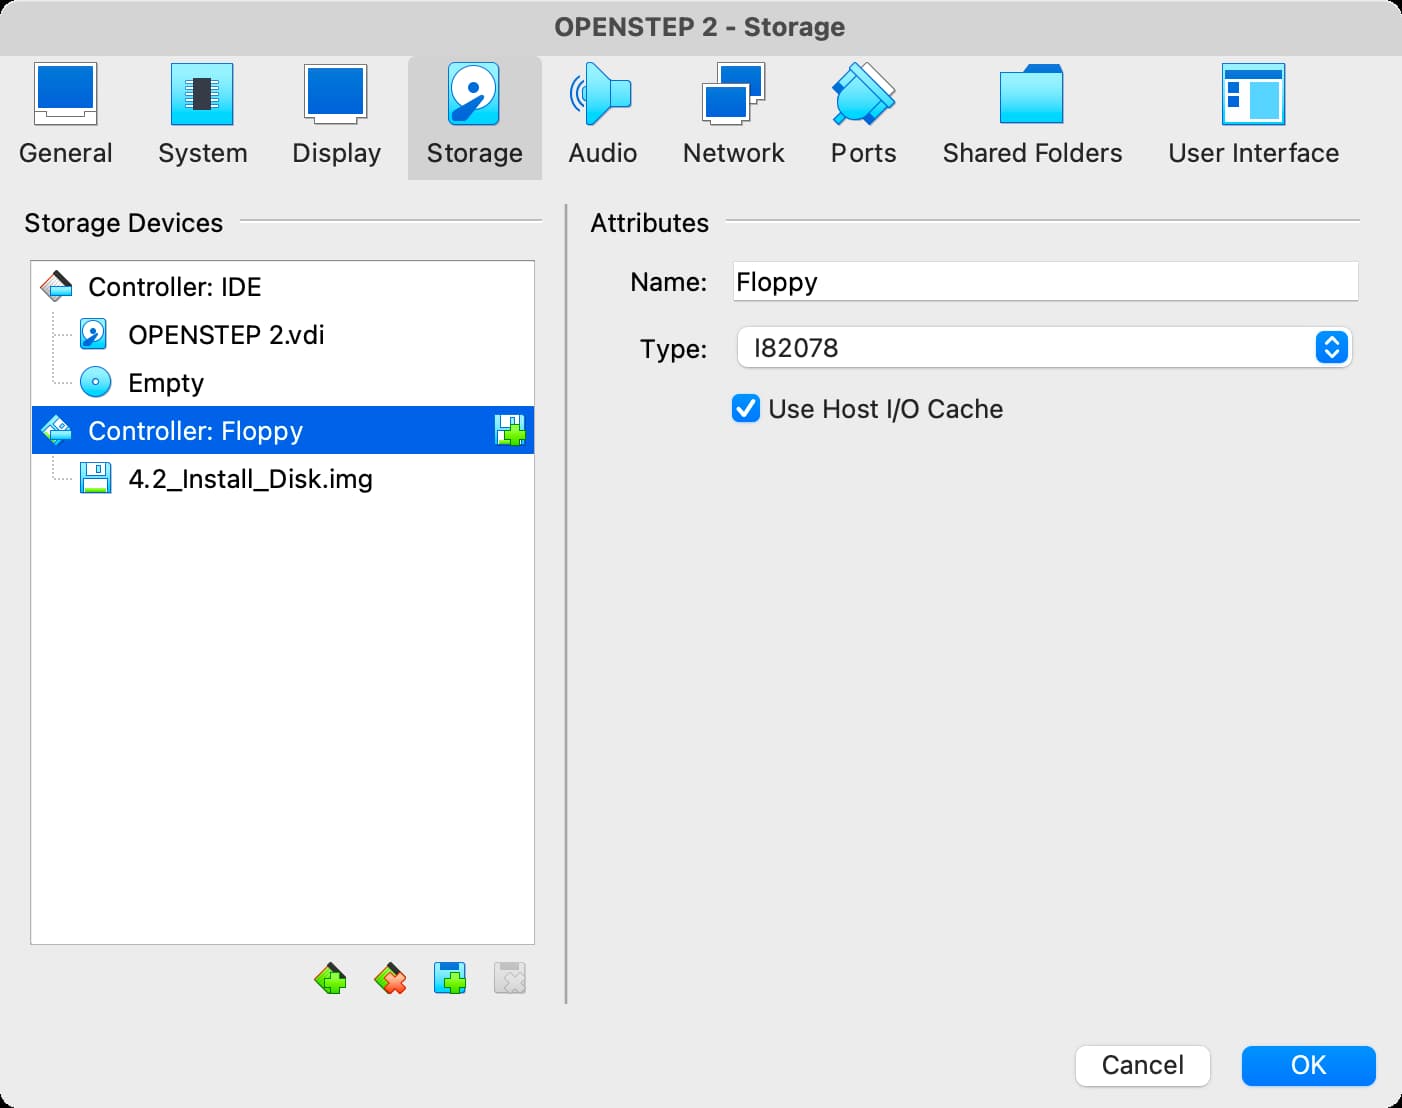 OPENSTEP 2 - Storage
General System Display Storage Audio Network Ports Shared Folders User Interface
Storage Devices
Controller: IDE
OPENSTEP 2.vdi
Empty
Controller: Floppy
4.2_Install_Disk.img
Attributes
Name: Floppy
Type: I82078
Use Host I/O Cache
Cancel OK